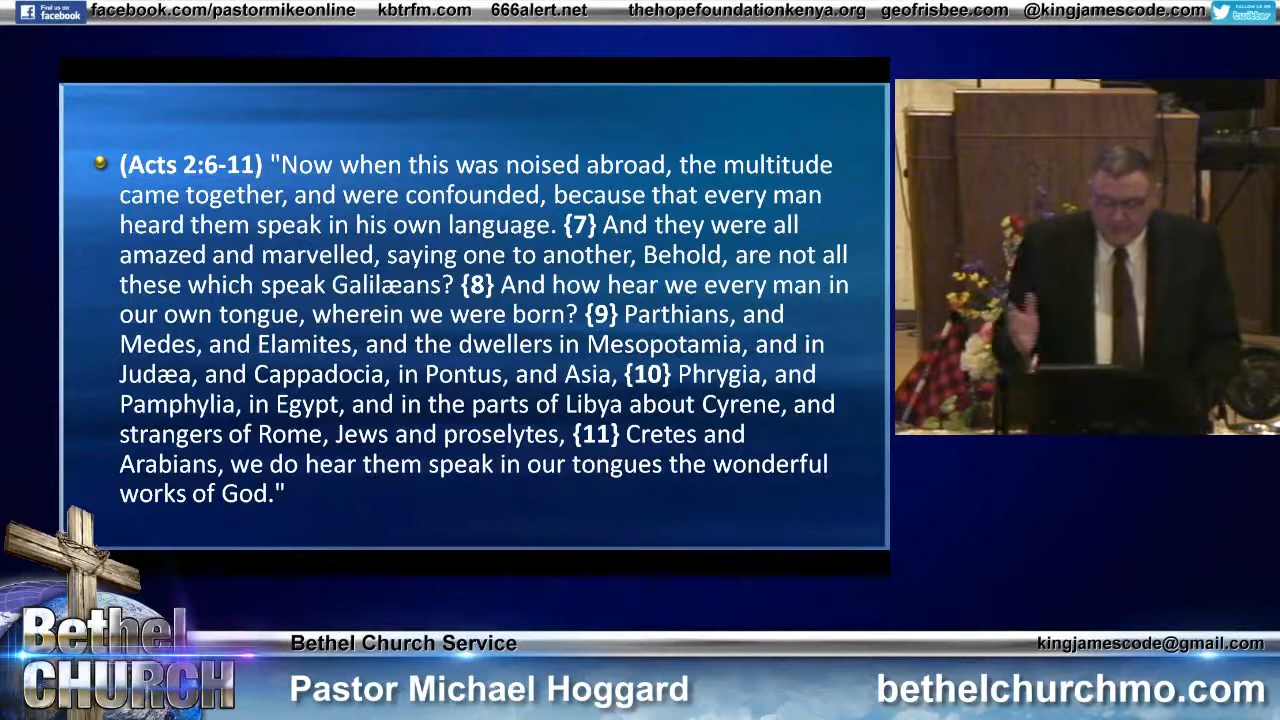 Find us on facebook facebook.com/pastormikeonline kbtrfm.com 666alert.net thehopefoundationkenya.org geofrisbee.com @kingjamescode.com FOLLOW US ON twitter
(Acts 2:6-11) "Now when this was noised abroad, the multitude
came together, and were confounded, because that every man
heard them speak in his own language. {7} And they were all
amazed and marvelled, saying one to another, Behold, are not all
these which speak Galilæans? {8} And how hear we every man in
our own tongue, wherein we were born? {9} Parthians, and
Medes, and Elamites, and the dwellers in Mesopotamia, and in
Judæa, and Cappadocia, in Pontus, and Asia, {10} Phrygia, and
Pamphylia, in Egypt, and in the parts of Libya about Cyrene, and
strangers of Rome, Jews and proselytes, {11} Cretes and
Arabians, we do hear them speak in our tongues the wonderful
works of God."
Bethel
CHURCH
Bethel Church Service
kingjamescode@gmail.com
Pastor Michael Hoggard
bethelchurchmo.com